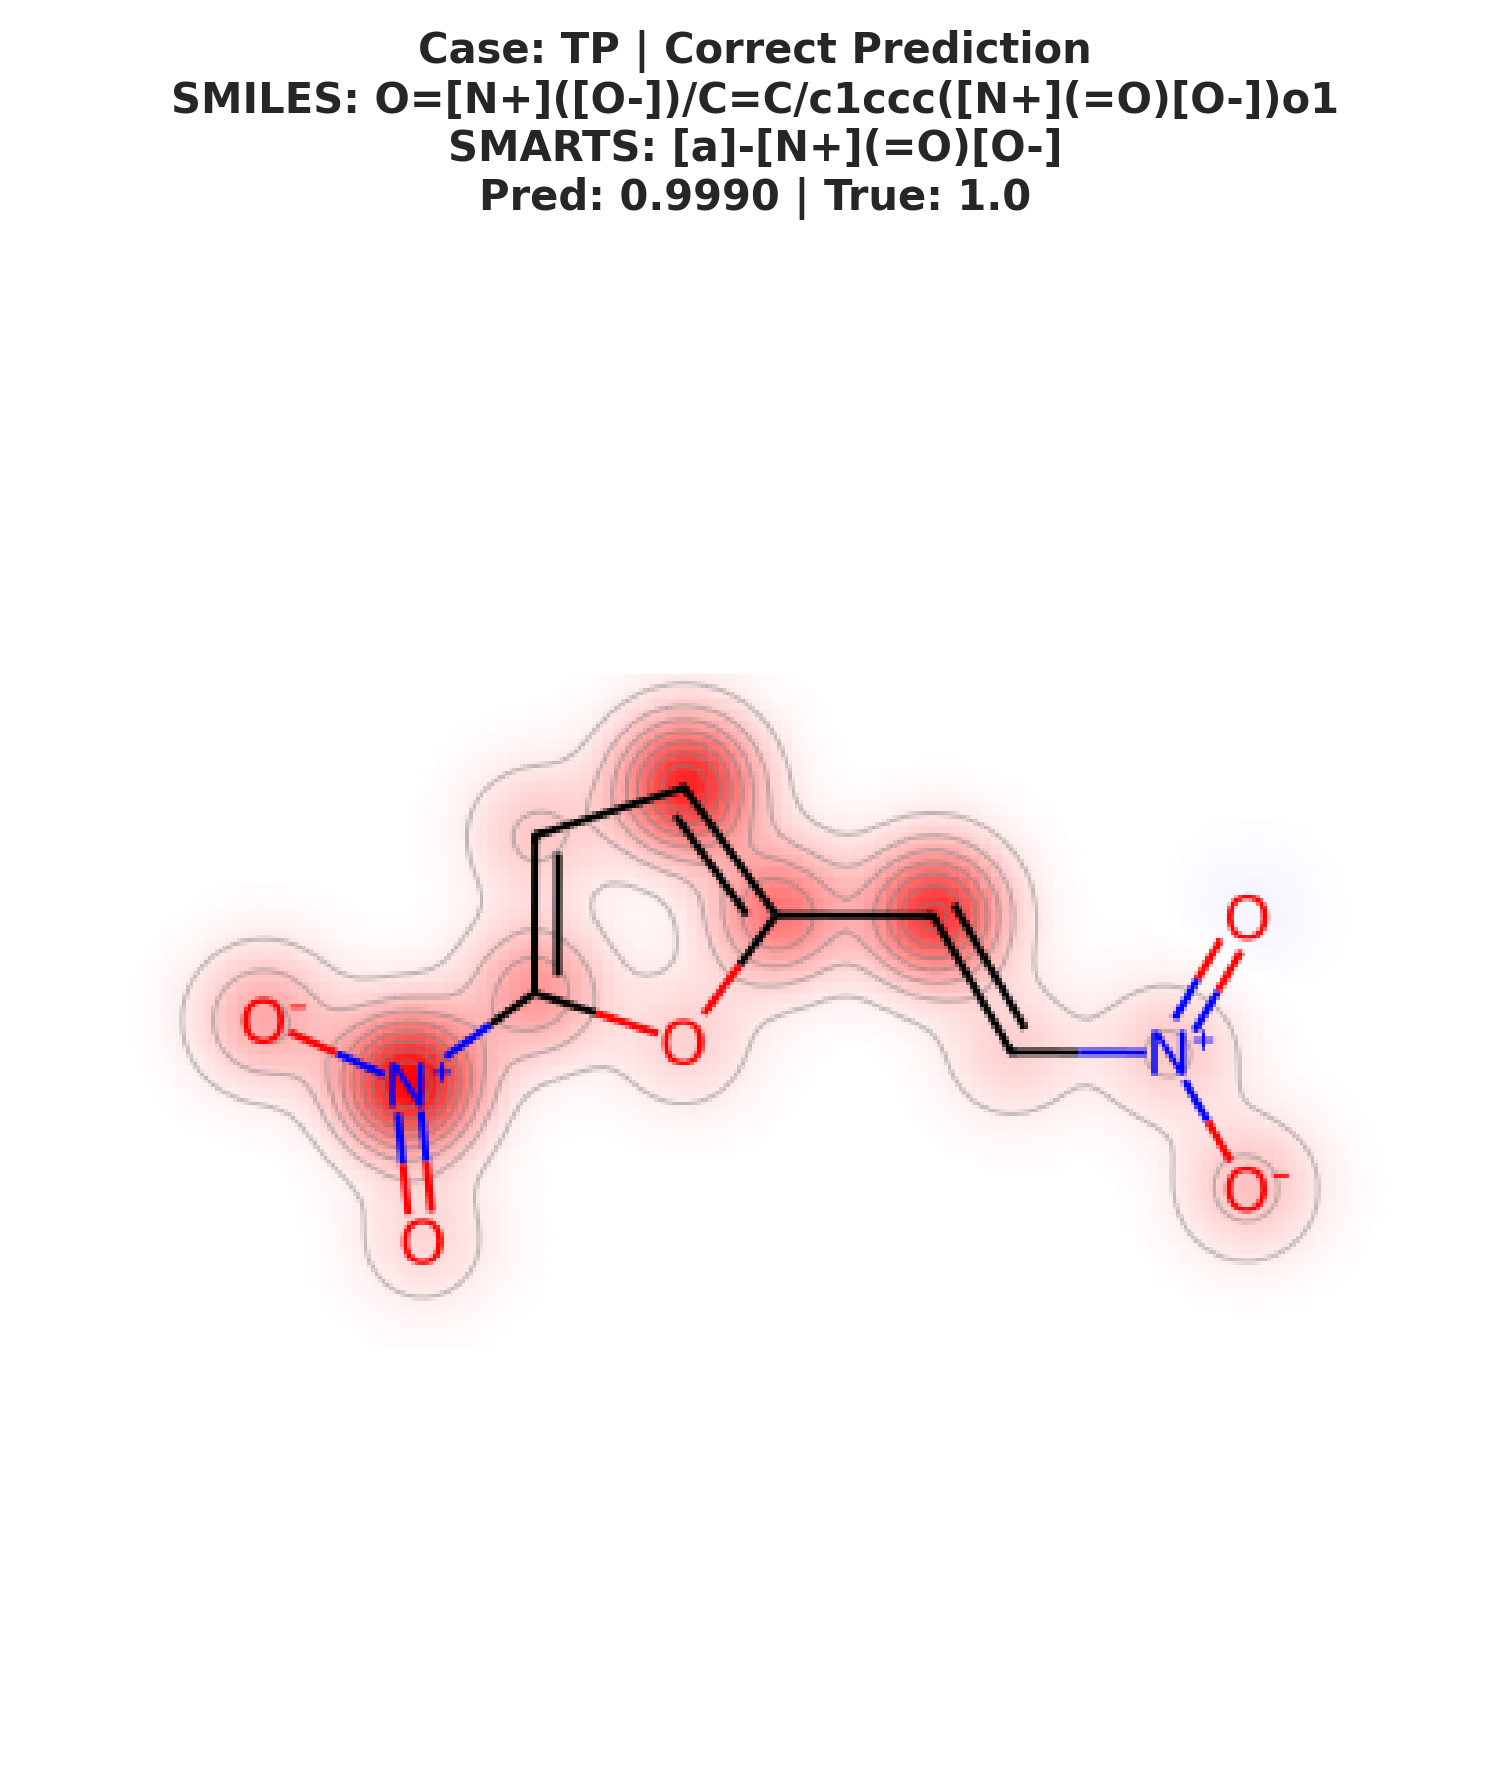 Case: TP | Correct Prediction
SMILES: O=[N+]([O-])/C=C/c1ccc([N+](=O)[O-])o1
SMARTS: [a]-[N+](=O)[O-]
Pred: 0.9990 | True: 1.0
O
O⁻
O
N⁺
N⁺
O
O⁻
O